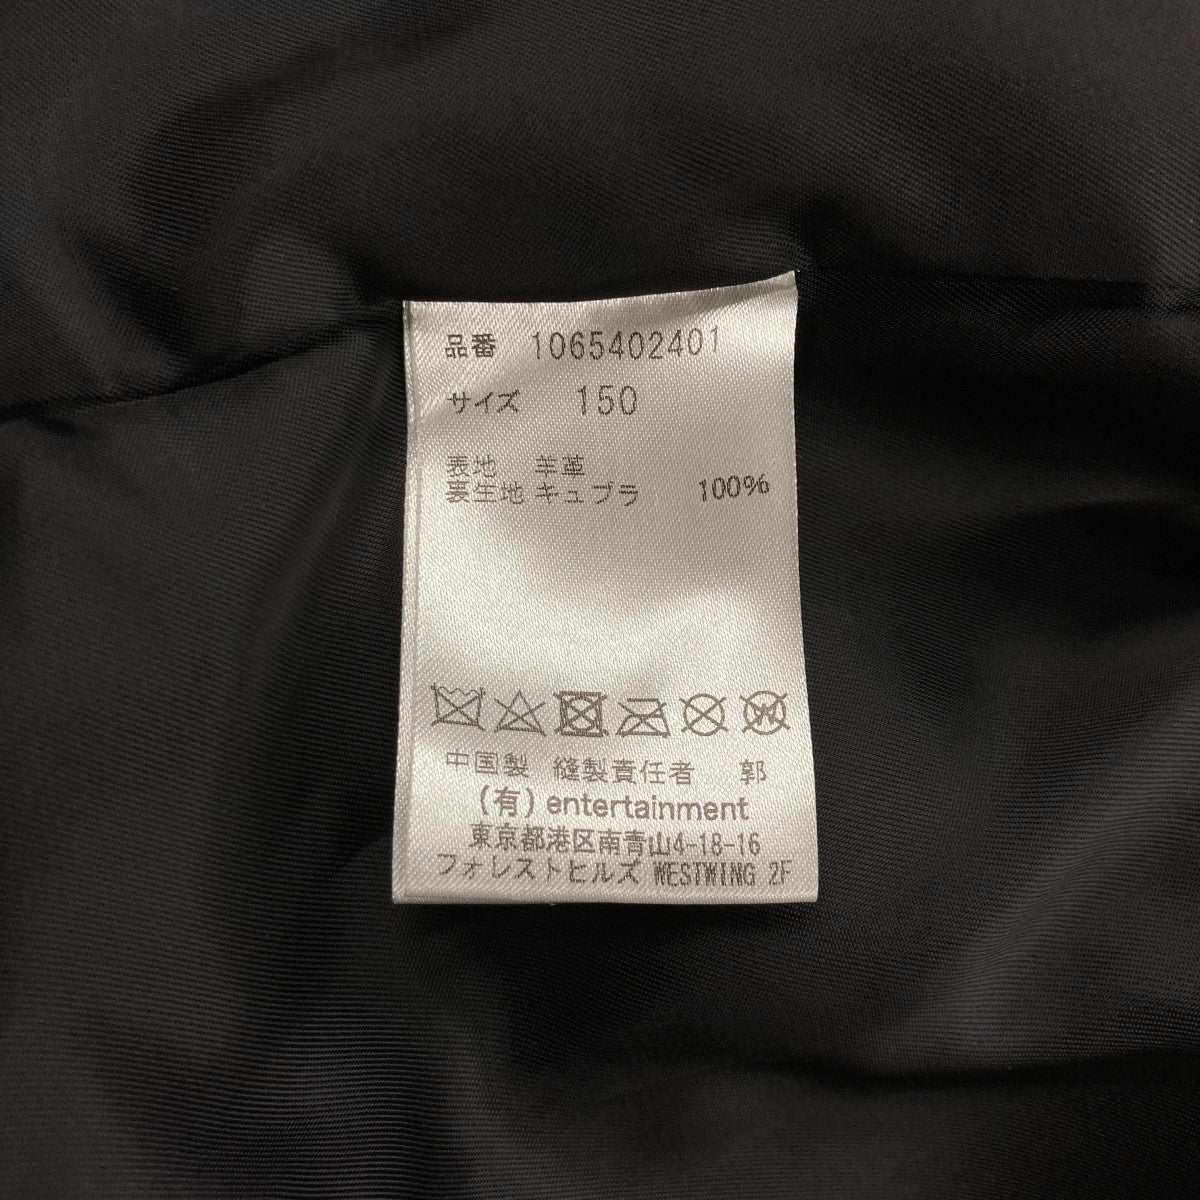 品番 1065402401
サイズ 150
表地 羊革
裏生地 キュプラ 100%
中国製 縫製責任者 郭
(有) entertainment
東京都港区南青山4-18-16
フォレストヒルズ WESTWING 2F